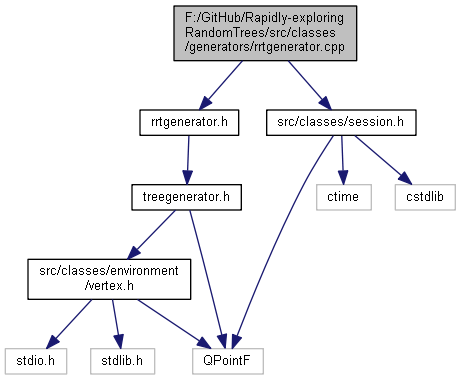 F:/GitHub/Rapidly-exploring
RandomTrees/src/classes
/generators/rrtgenerator.cpp
rrtgenerator.h
src/classes/session.h
treegenerator.h
ctime
cstdlib
src/classes/environment
/vertex.h
stdio.h
stdlib.h
QPointF